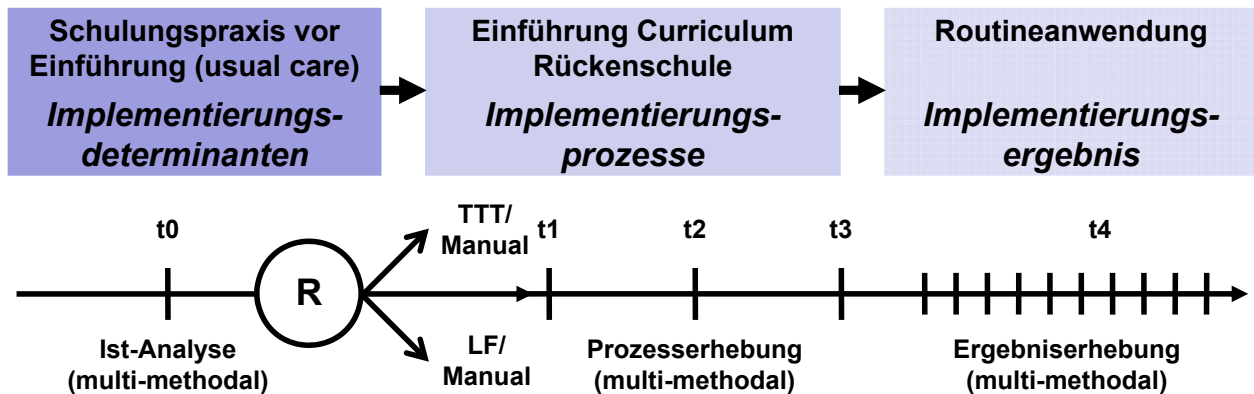 Schulungspraxis vor
Einführung (usual care)
Implementierungs-
determinanten
Einführung Curriculum
Rückenschule
Implementierungs-
prozesse
Routineanwendung
Implementierungs-
ergebnis
t0
R
TTT/
Manual
LF/
Manual
t1
t2
t3
t4
Ist-Analyse
(multi-methodal)
Prozesserhebung
(multi-methodal)
Ergebniserhebung
(multi-methodal)